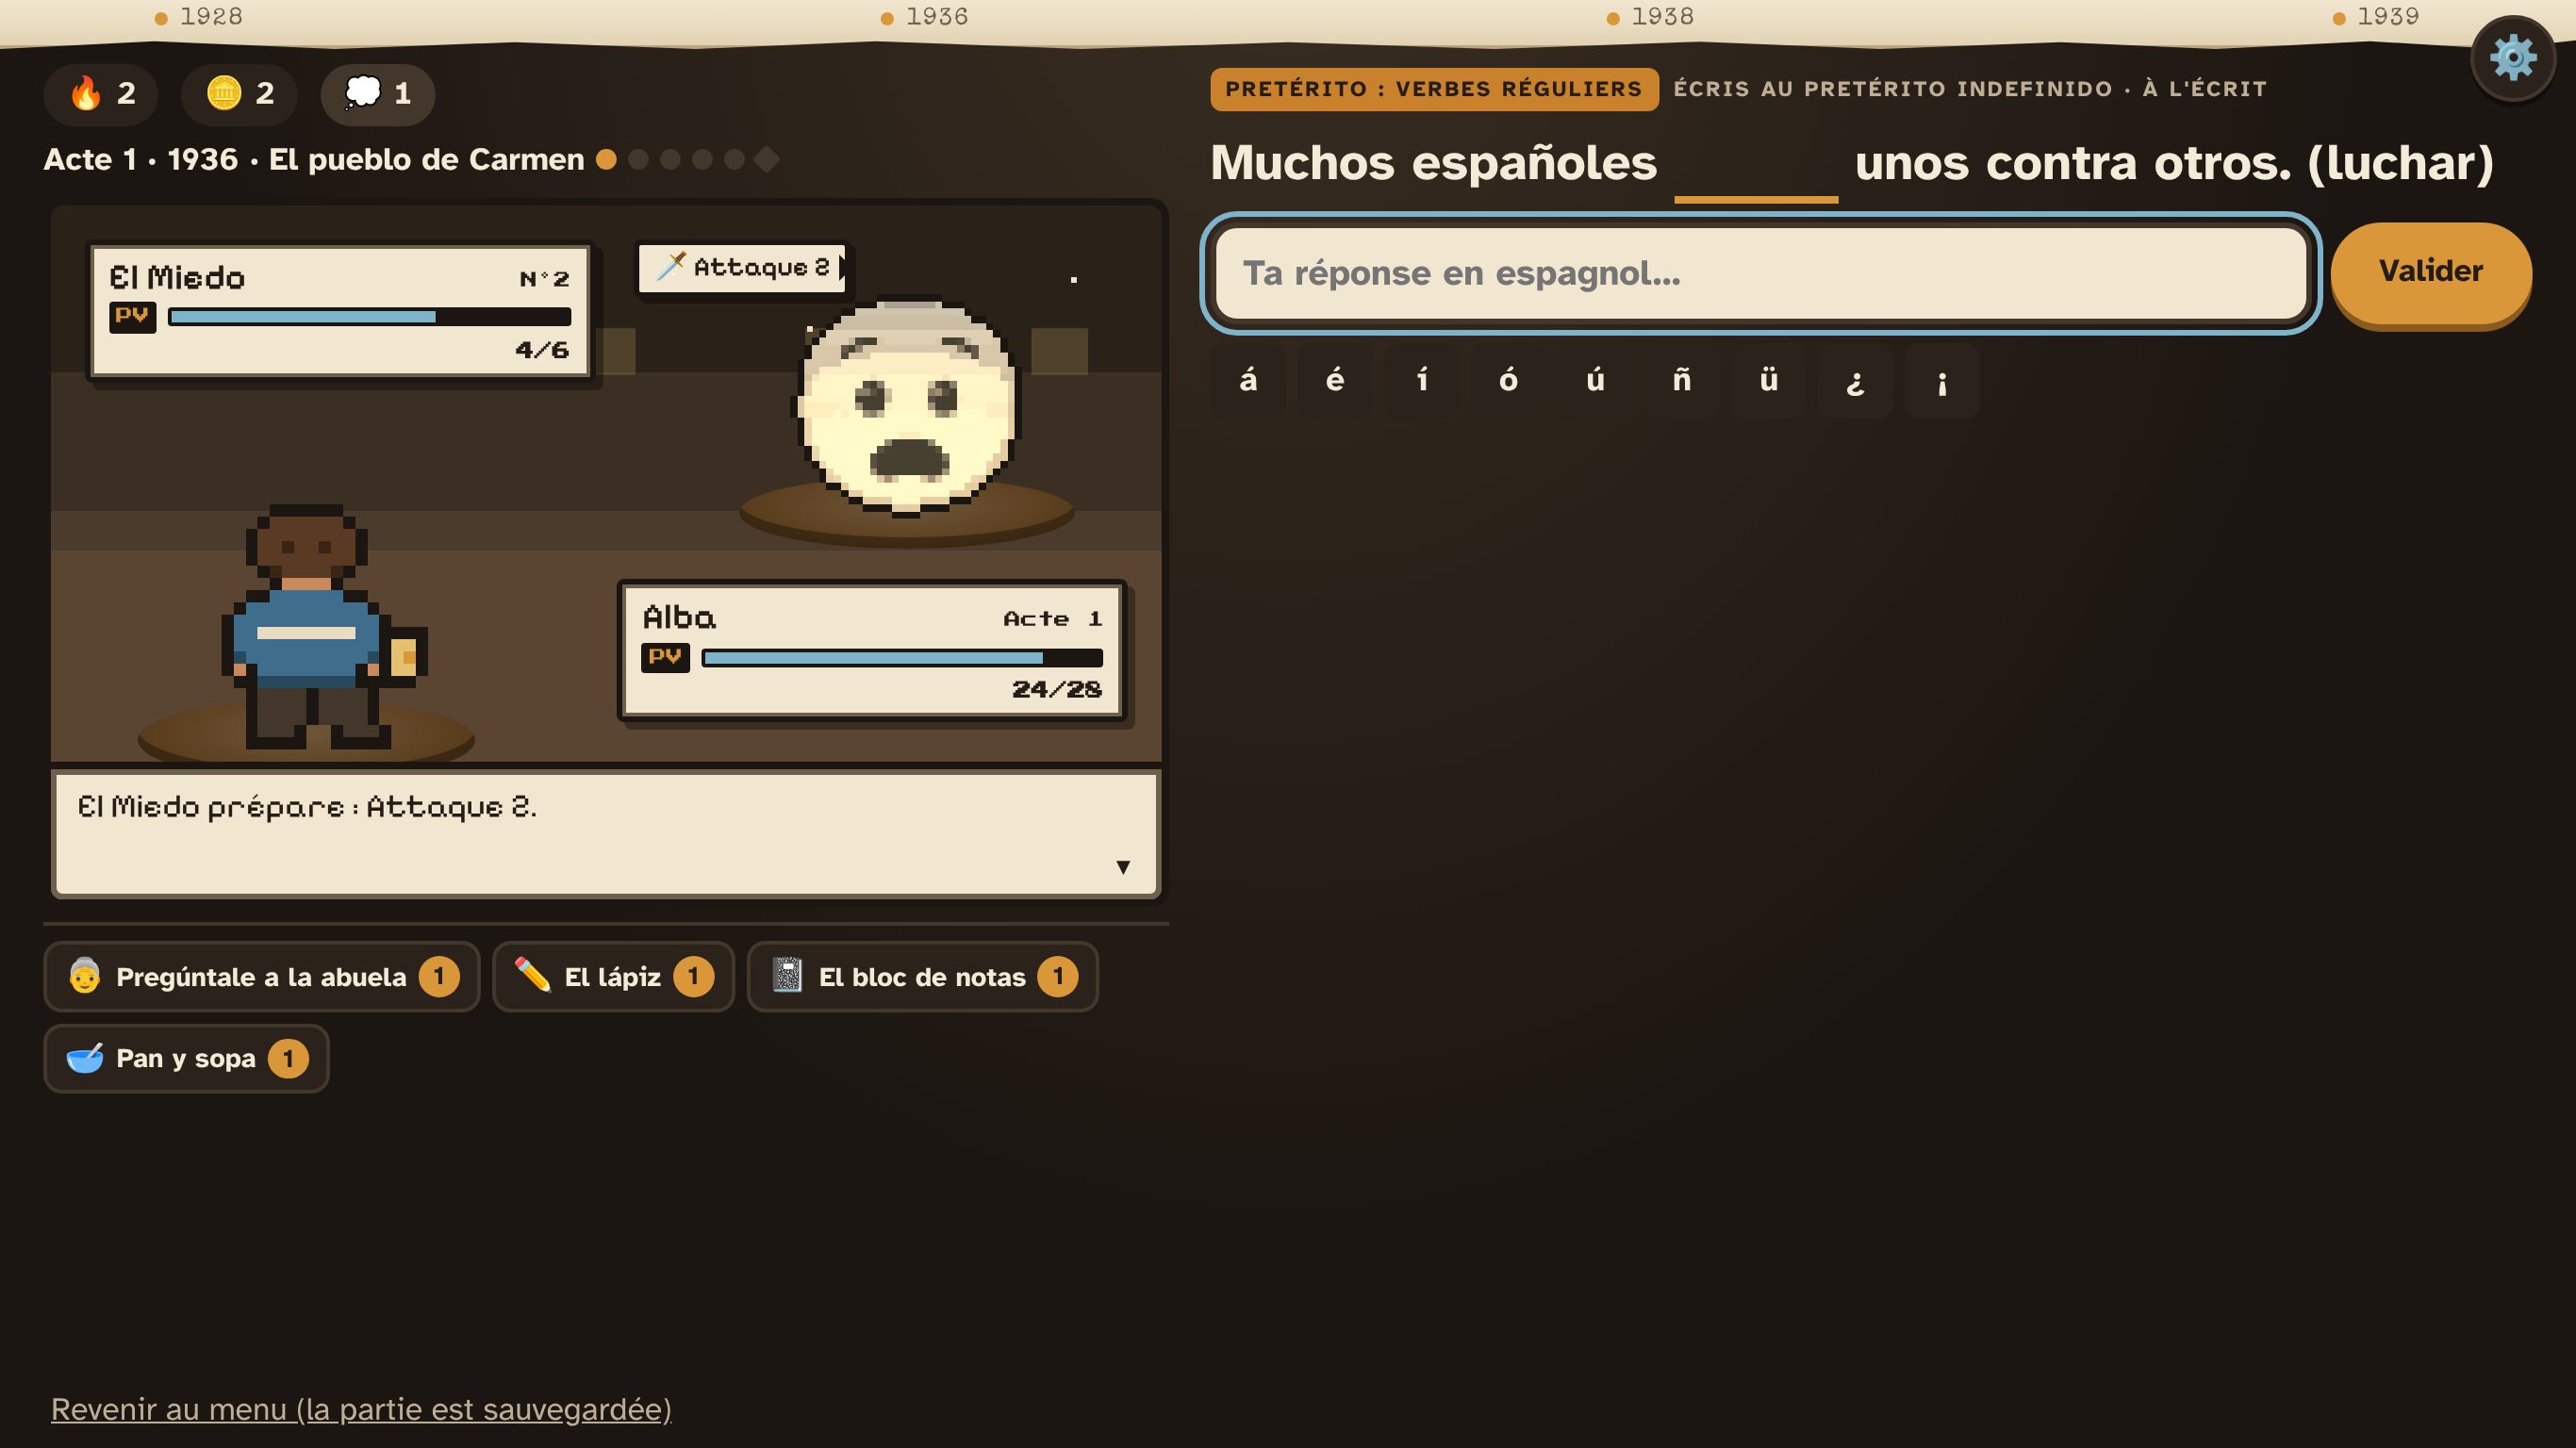 1928 1936 1938 1939
🔥 2 🪙 2 💭 1
Acte 1 · 1936 · El pueblo de Carmen
El Miedo N°2
PV
4/6
🗡️ Attaque 2
Alba Acte 1
PV
24/28
El Miedo prépare : Attaque 2.
▼
👵 Pregúntale a la abuela 1
✏️ El lápiz 1
📓 El bloc de notas 1
🥣 Pan y sopa 1
Revenir au menu (la partie est sauvegardée)
PRETÉRITO : VERBES RÉGULIERS ÉCRIS AU PRETÉRITO INDEFINIDO · À L'ÉCRIT
Muchos españoles ______ unos contra otros. (luchar)
Ta réponse en espagnol...
Valider
á é í ó ú ñ ü ¿ ¡